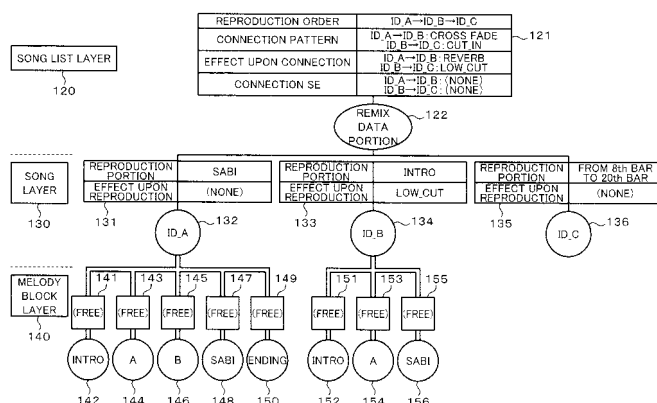 REPRODUCTION ORDER ID_A→ID_B→ID_C
CONNECTION PATTERN ID_A→ID_B: CROSS FADE
ID_B→ID_C: CUT_IN
EFFECT UPON CONNECTION ID_A→ID_B: REVERB
ID_B→ID_C: LOW_CUT
CONNECTION SE ID_A→ID_B: (NONE)
ID_B→ID_C: (NONE)
121
SONG LIST LAYER
120
REMIX
DATA
PORTION
122
SONG
LAYER
130
REPRODUCTION
PORTION
SABI
EFFECT UPON
REPRODUCTION
(NONE)
131
REPRODUCTION
PORTION
INTRO
EFFECT UPON
REPRODUCTION
LOW_CUT
133
REPRODUCTION
PORTION
FROM 8th BAR
TO 20th BAR
EFFECT UPON
REPRODUCTION
(NONE)
135
ID_A 132
ID_B 134
ID_C 136
MELODY
BLOCK
LAYER
140
141 143 145 147 149 151 153 155
(FREE) (FREE) (FREE) (FREE) (FREE) (FREE) (FREE) (FREE)
INTRO A B SABI ENDING INTRO A SABI
142 144 146 148 150 152 154 156